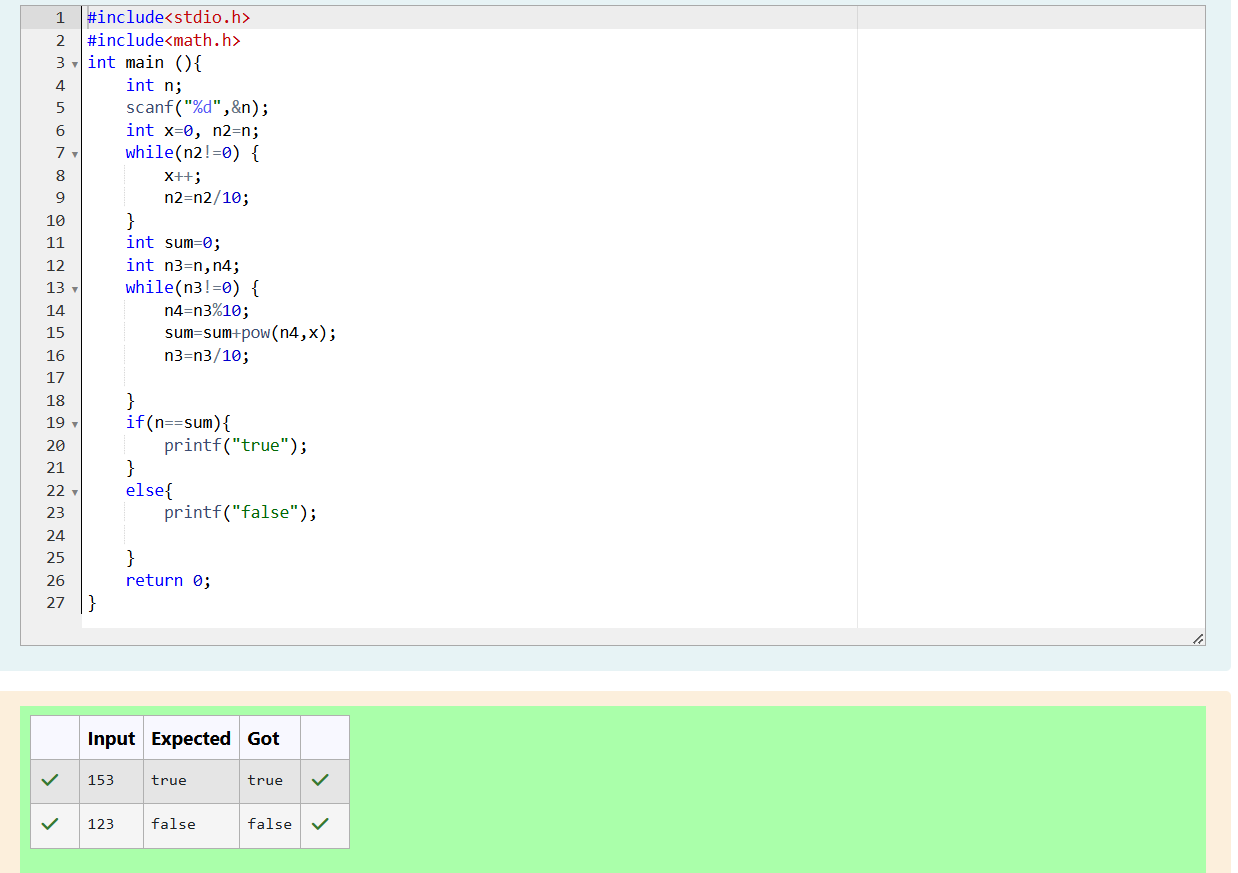 1 #include<stdio.h>
2 #include<math.h>
3 int main (){
4     int n;
5     scanf("%d",&n);
6     int x=0, n2=n;
7     while(n2!=0) {
8         x++;
9         n2=n2/10;
10     }
11     int sum=0;
12     int n3=n,n4;
13     while(n3!=0) {
14         n4=n3%10;
15         sum=sum+pow(n4,x);
16         n3=n3/10;
17
18     }
19     if(n==sum){
20         printf("true");
21     }
22     else{
23         printf("false");
24
25     }
26     return 0;
27 }
Input Expected Got
153 true true
123 false false